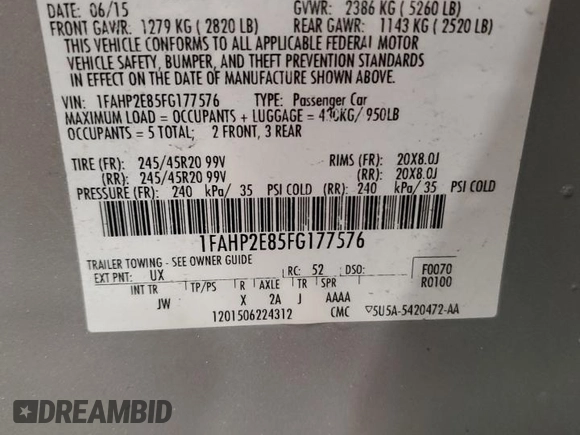 DATE: 06/15 GVWR: 2386 KG ( 5260 LB)
FRONT GAWR: 1279 KG ( 2820 LB) REAR GAWR: 1143 KG ( 2520 LB)
THIS VEHICLE CONFORMS TO ALL APPLICABLE FEDERAL MOTOR
VEHICLE SAFETY, BUMPER, AND THEFT PREVENTION STANDARDS
IN EFFECT ON THE DATE OF MANUFACTURE SHOWN ABOVE.
VIN: 1FAHP2E85FG177576 TYPE: Passenger Car
MAXIMUM LOAD = OCCUPANTS + LUGGAGE = 430KG/ 950LB
OCCUPANTS = 5 TOTAL; 2 FRONT, 3 REAR
TIRE (FR): 245/45R20 99V RIMS (FR): 20X8.0J
(RR): 245/45R20 99V (RR): 20X8.0J
PRESSURE (FR): 240 kPa/ 35 PSI COLD (RR): 240 kPa/ 35 PSI COLD
1FAHP2E85FG177576
TRAILER TOWING - SEE OWNER GUIDE
EXT PNT: UX RC: 52 DSO: F0070
R0100
INT TR TP/PS R AXLE TR SPR
JW X 2A J AAAA
1201506224312 CMC ▽5U5A-5420472-AA
DREAMBID